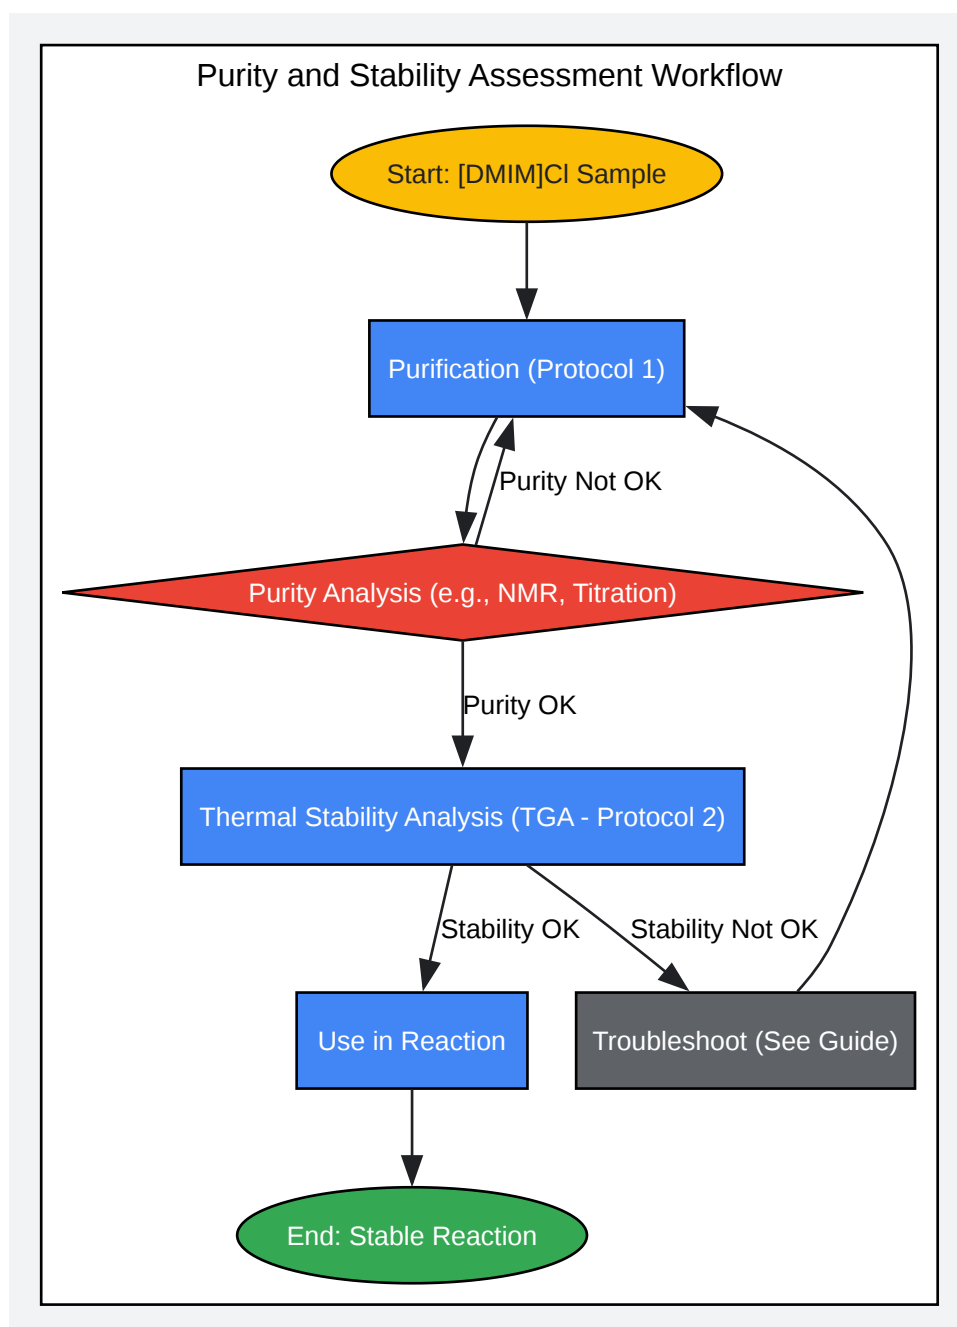 Purity and Stability Assessment Workflow
Start: [DMIM]Cl Sample
Purification (Protocol 1)
Purity Not OK
Purity Analysis (e.g., NMR, Titration)
Purity OK
Thermal Stability Analysis (TGA - Protocol 2)
Stability OK
Stability Not OK
Use in Reaction
Troubleshoot (See Guide)
End: Stable Reaction